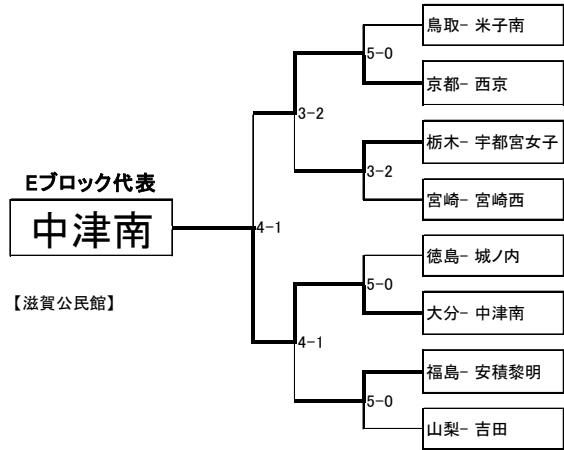 鳥取- 米子南
5-0
京都- 西京
3-2
栃木- 宇都宮女子
3-2
Eブロック代表
宮崎- 宮崎西
中津南
4-1
徳島- 城ノ内
5-0
【滋賀公民館】
大分- 中津南
4-1
福島- 安積黎明
5-0
山梨- 吉田